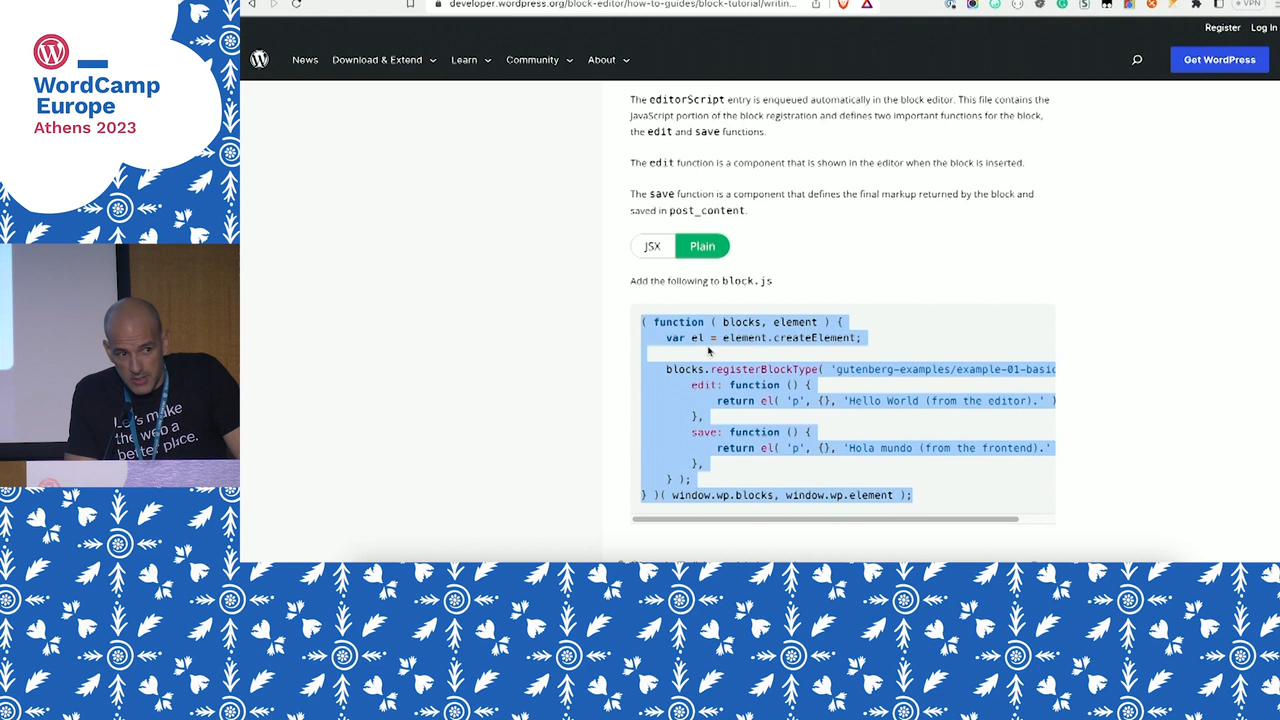 WordCamp
Europe
Athens 2023
developer.wordpress.org/block-editor/how-to-guides/block-tutorial/writin...
VPN
Register Log In
News Download & Extend Learn Community About Get WordPress
The editorScript entry is enqueued automatically in the block editor. This file contains the
JavaScript portion of the block registration and defines two important functions for the block,
the edit and save functions.
The edit function is a component that is shown in the editor when the block is inserted.
The save function is a component that defines the final markup returned by the block and
saved in post_content.
JSX Plain
Add the following to block.js
( function ( blocks, element ) {
var el = element.createElement;
blocks.registerBlockType( 'gutenberg-examples/example-01-basic
edit: function () {
return el( 'p', {}, 'Hello World (from the editor).' )
},
save: function () {
return el( 'p', {}, 'Hola mundo (from the frontend).'
},
} );
} )( window.wp.blocks, window.wp.element );
Let's make
the web a
better place.